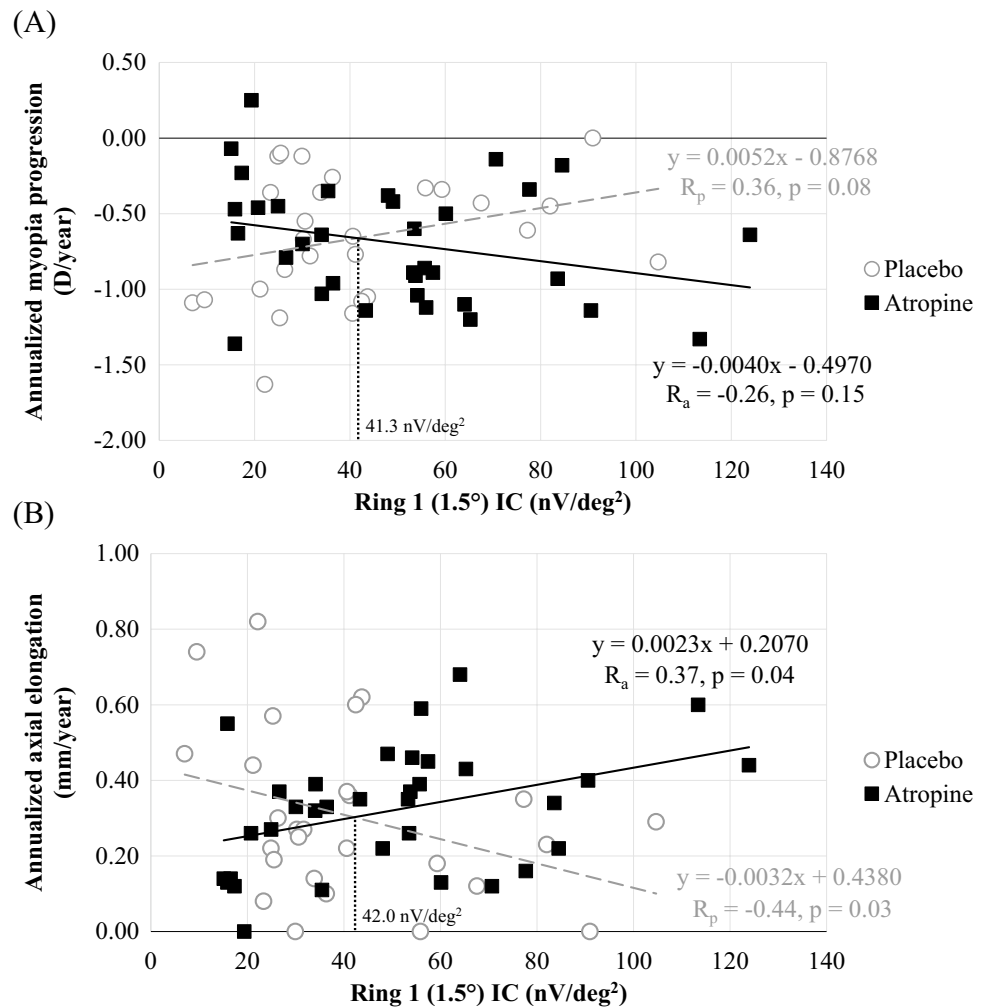 (A)
Annualized myopia progression
(D/year)
0.50
0.00
-0.50
-1.00
-1.50
-2.00
0
20
40
60
80
100
120
140
Ring 1 (1.5°) IC (nV/deg²)
y = 0.0052x - 0.8768
Rₚ = 0.36, p = 0.08
y = -0.0040x - 0.4970
Rₐ = -0.26, p = 0.15
41.3 nV/deg²
Placebo
Atropine
(B)
Annualized axial elongation
(mm/year)
1.00
0.80
0.60
0.40
0.20
0.00
0
20
40
60
80
100
120
140
Ring 1 (1.5°) IC (nV/deg²)
y = 0.0023x + 0.2070
Rₐ = 0.37, p = 0.04
y = -0.0032x + 0.4380
Rₚ = -0.44, p = 0.03
42.0 nV/deg²
Placebo
Atropine